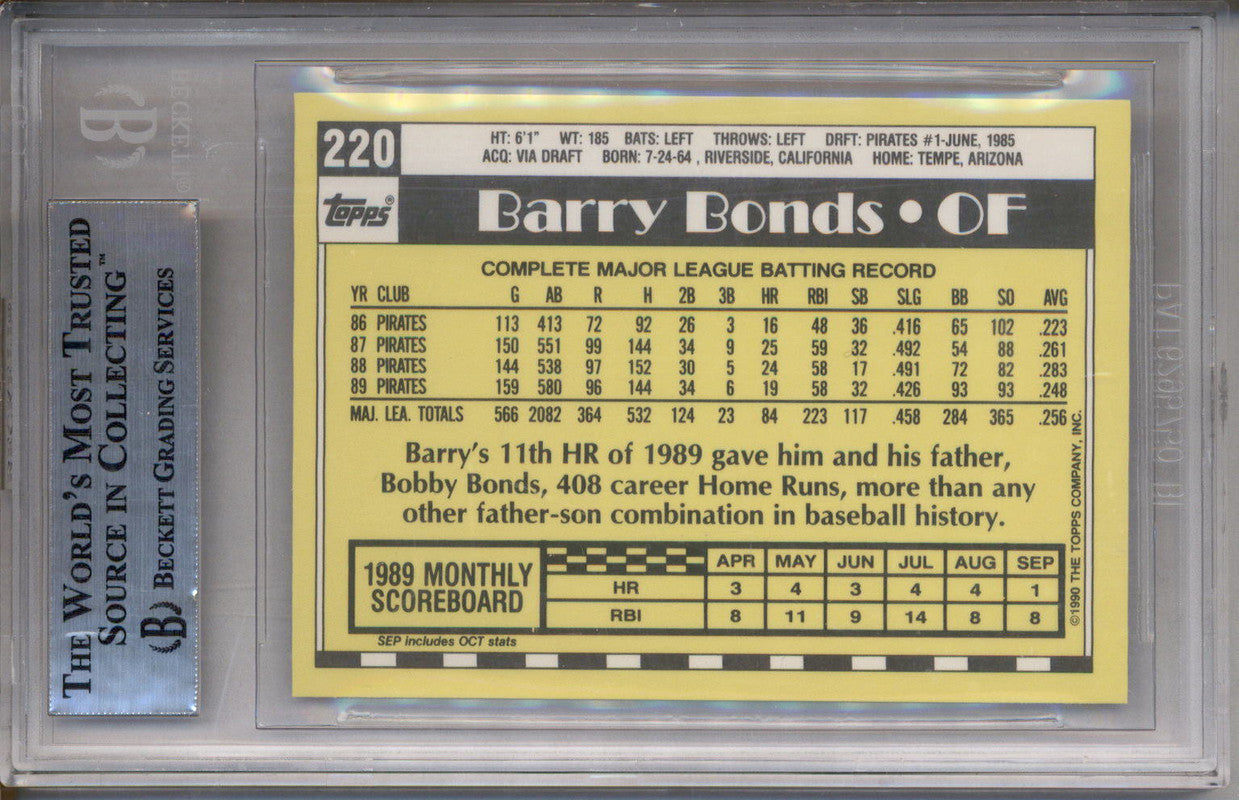 BECKETT®
THE WORLD'S MOST TRUSTED
SOURCE IN COLLECTING™
B BECKETT GRADING SERVICES
220
HT: 6'1" WT: 185 BATS: LEFT THROWS: LEFT DRFT: PIRATES #1-JUNE, 1985
ACQ: VIA DRAFT BORN: 7-24-64 , RIVERSIDE, CALIFORNIA HOME: TEMPE, ARIZONA
topps®
Barry Bonds • OF
COMPLETE MAJOR LEAGUE BATTING RECORD
YR CLUB G AB R H 2B 3B HR RBI SB SLG BB SO AVG
86 PIRATES 113 413 72 92 26 3 16 48 36 .416 65 102 .223
87 PIRATES 150 551 99 144 34 9 25 59 32 .492 54 88 .261
88 PIRATES 144 538 97 152 30 5 24 58 17 .491 72 82 .283
89 PIRATES 159 580 96 144 34 6 19 58 32 .426 93 93 .248
MAJ. LEA. TOTALS 566 2082 364 532 124 23 84 223 117 .458 284 365 .256
Barry's 11th HR of 1989 gave him and his father,
Bobby Bonds, 408 career Home Runs, more than any
other father-son combination in baseball history.
1989 MONTHLY
SCOREBOARD
APR MAY JUN JUL AUG SEP
HR 3 4 3 4 4 1
RBI 8 11 9 14 8 8
SEP includes OCT stats
©1990 THE TOPPS COMPANY, INC.